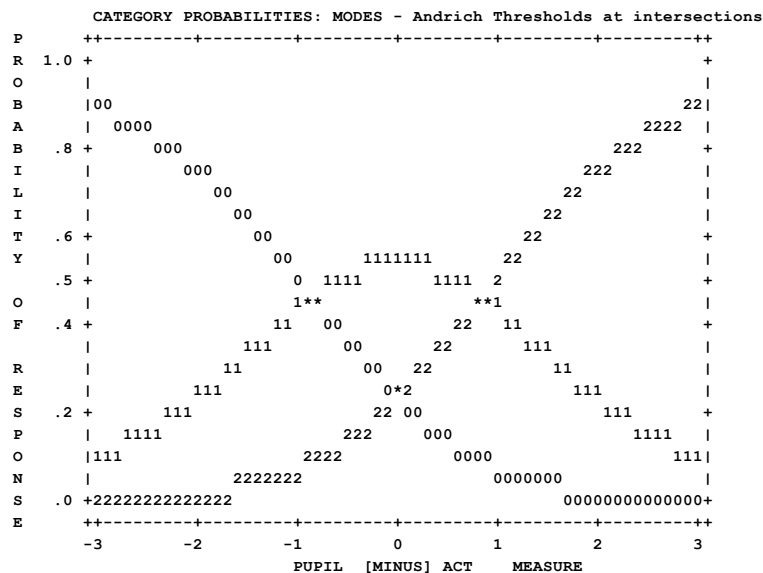 CATEGORY PROBABILITIES: MODES - Andrich Thresholds at intersections
P      ++---------+---------+---------+---------+---------+---------++
R  1.0 +                                                             +
O      |                                                             |
B      |00                                                         22|
A      |  0000                                                 2222  |
B   .8 +      000                                           222      +
I      |         000                                     222         |
L      |            00                                 22            |
I      |              00                             22              |
T   .6 +                00                         22                +
Y      |                  00       1111111       22                  |
    .5 +                    0  1111       1111  2                    +
O      |                    1**               **1                    |
F   .4 +                  11   00           22   11                  +
       |               111       00       22       111               |
R      |             11            00   22            11             |
E      |          111                0*2                111          |
S   .2 +       111                  22 00                  111       +
P      |   1111                  222     000                  1111   |
O      |111                  2222           0000                  111|
N      |              2222222                   0000000              |
S   .0 +22222222222222                                 00000000000000+
E      ++---------+---------+---------+---------+---------+---------++
-3 -2 -1 0 1 2 3
PUPIL [MINUS] ACT MEASURE